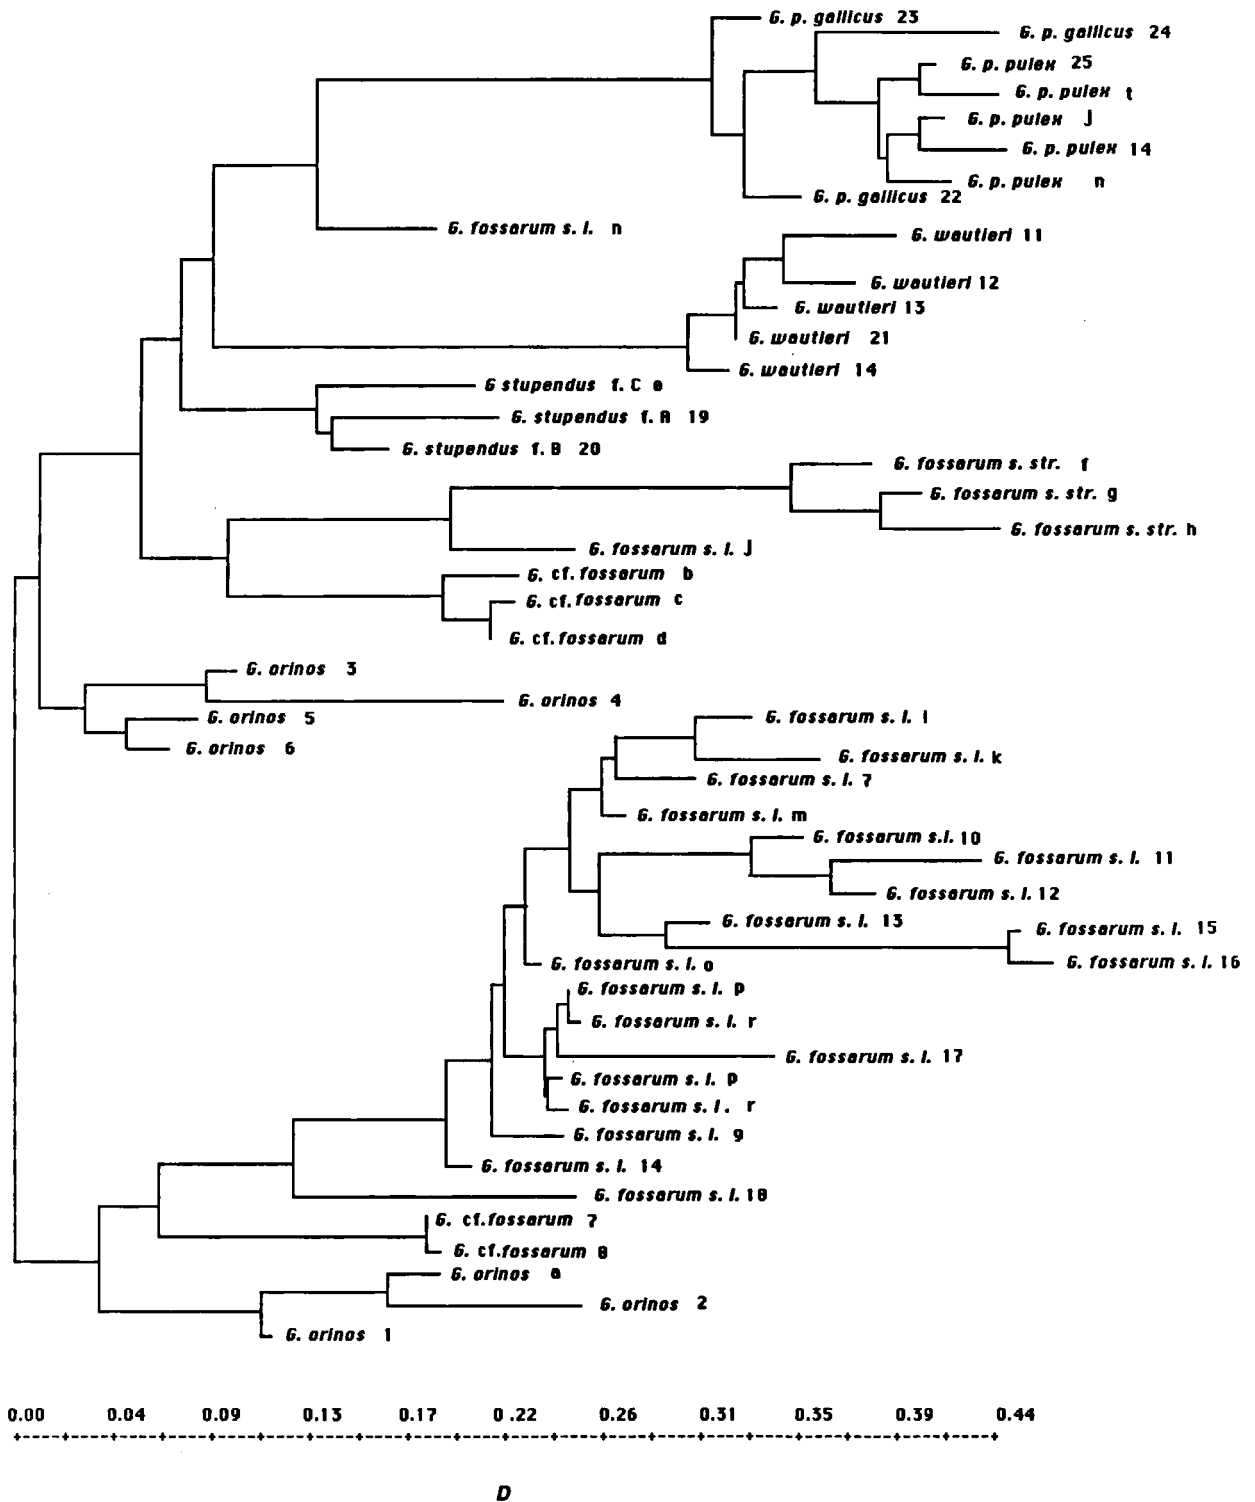 G. p. gallicus 23
G. p. gallicus 24
G. p. pulex 25
G. p. pulex t
G. p. pulex j
G. p. pulex 14
G. p. pulex n
G. p. gallicus 22
G. fossarum s. l. n
G. wautieri 11
G. wautieri 12
G. wautieri 13
G. wautieri 21
G. wautieri 14
G stupendus f. C e
G. stupendus f. A 19
G. stupendus f. B 20
G. fossarum s. str. f
G. fossarum s. str. g
G. fossarum s. str. h
G. fossarum s. l. j
G. cf. fossarum b
G. cf. fossarum c
G. cf. fossarum d
G. orinos 3
G. orinos 4
G. orinos 5
G. orinos 6
G. fossarum s. l. i
G. fossarum s. l. k
G. fossarum s. l. 7
G. fossarum s. l. m
G. fossarum s.l. 10
G. fossarum s. l. 11
G. fossarum s. l. 12
G. fossarum s. l. 13
G. fossarum s. l. 15
G. fossarum s. l. 16
G. fossarum s. l. o
G. fossarum s. l. p
G. fossarum s. l. r
G. fossarum s. l. 17
G. fossarum s. l. p
G. fossarum s. l. r
G. fossarum s. l. 9
G. fossarum s. l. 14
G. fossarum s. l. 18
G. cf. fossarum 7
G. cf. fossarum 8
G. orinos a
G. orinos 2
G. orinos 1
0.00 0.04 0.09 0.13 0.17 0.22 0.26 0.31 0.35 0.39 0.44
D